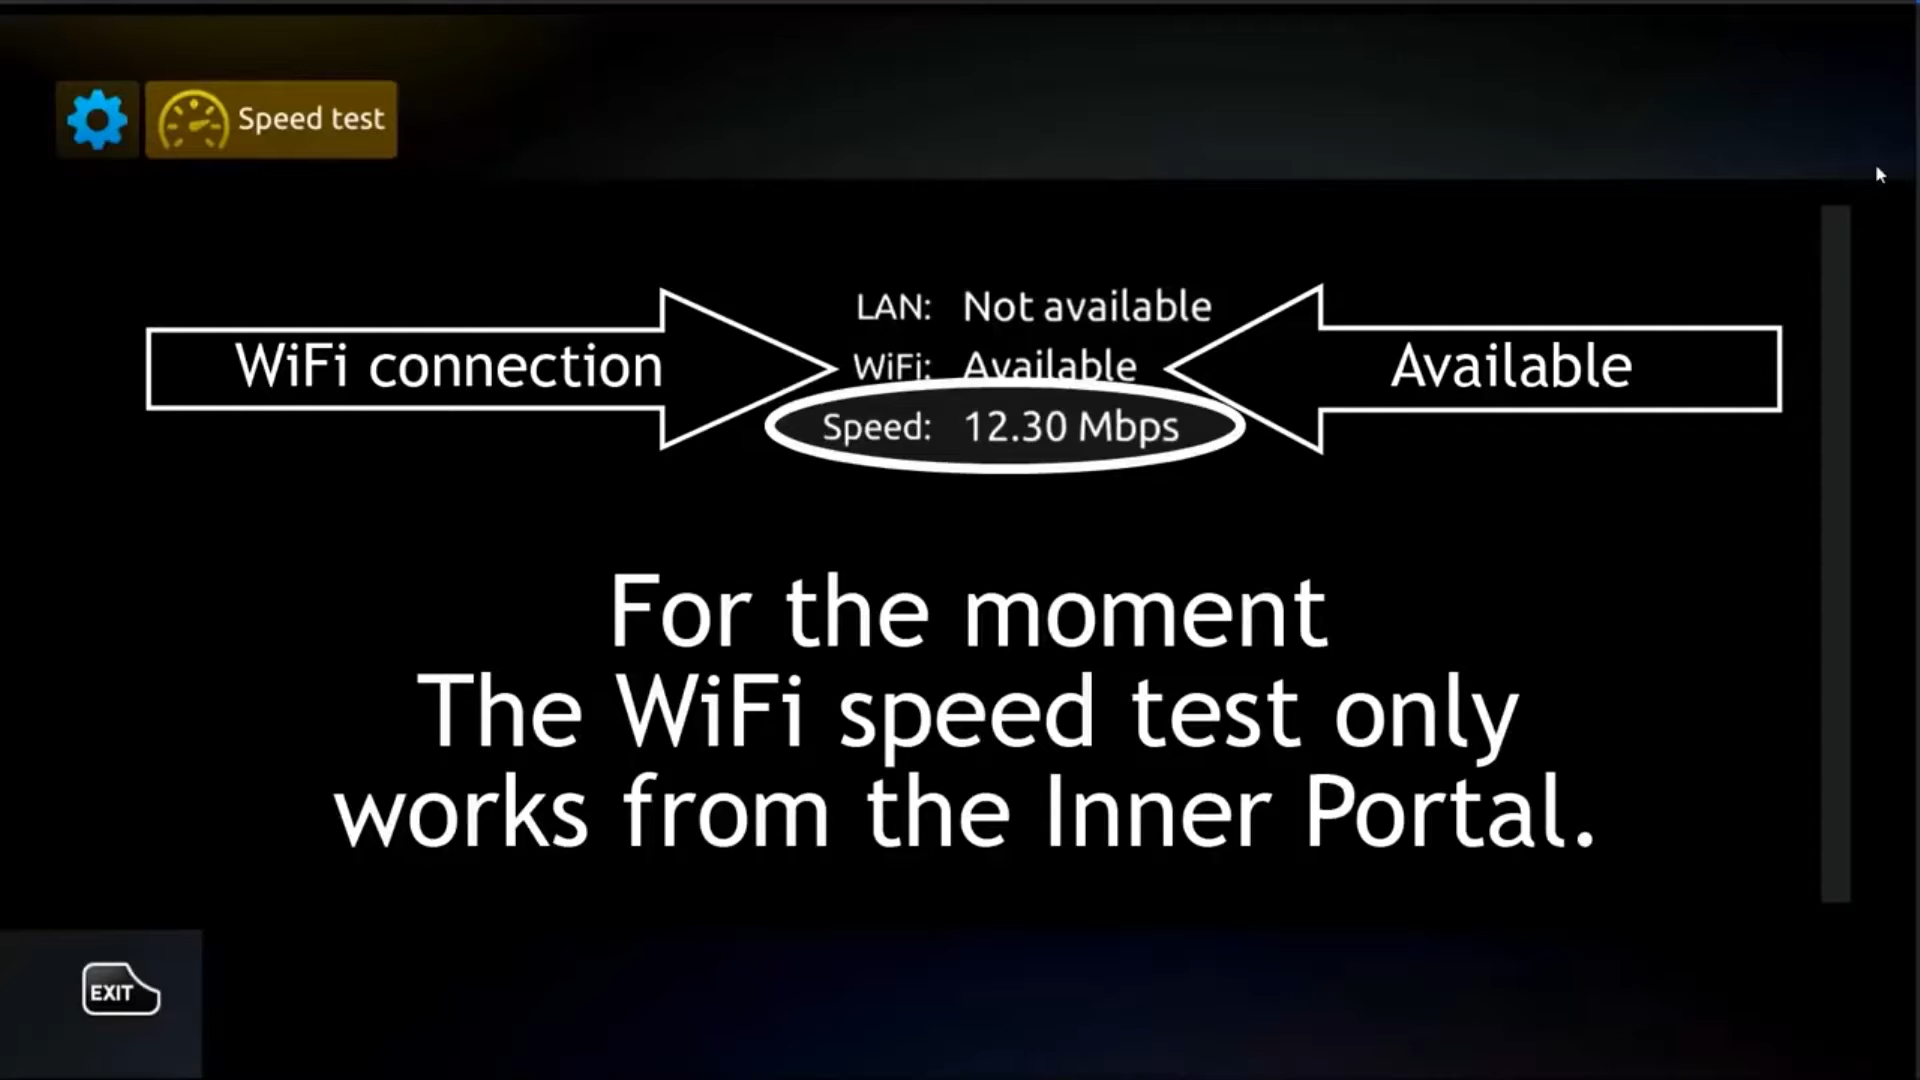 Speed test
LAN: Not available
WiFi connection
WiFi: Available
Available
Speed: 12.30 Mbps
For the moment
The WiFi speed test only
works from the Inner Portal.
EXIT